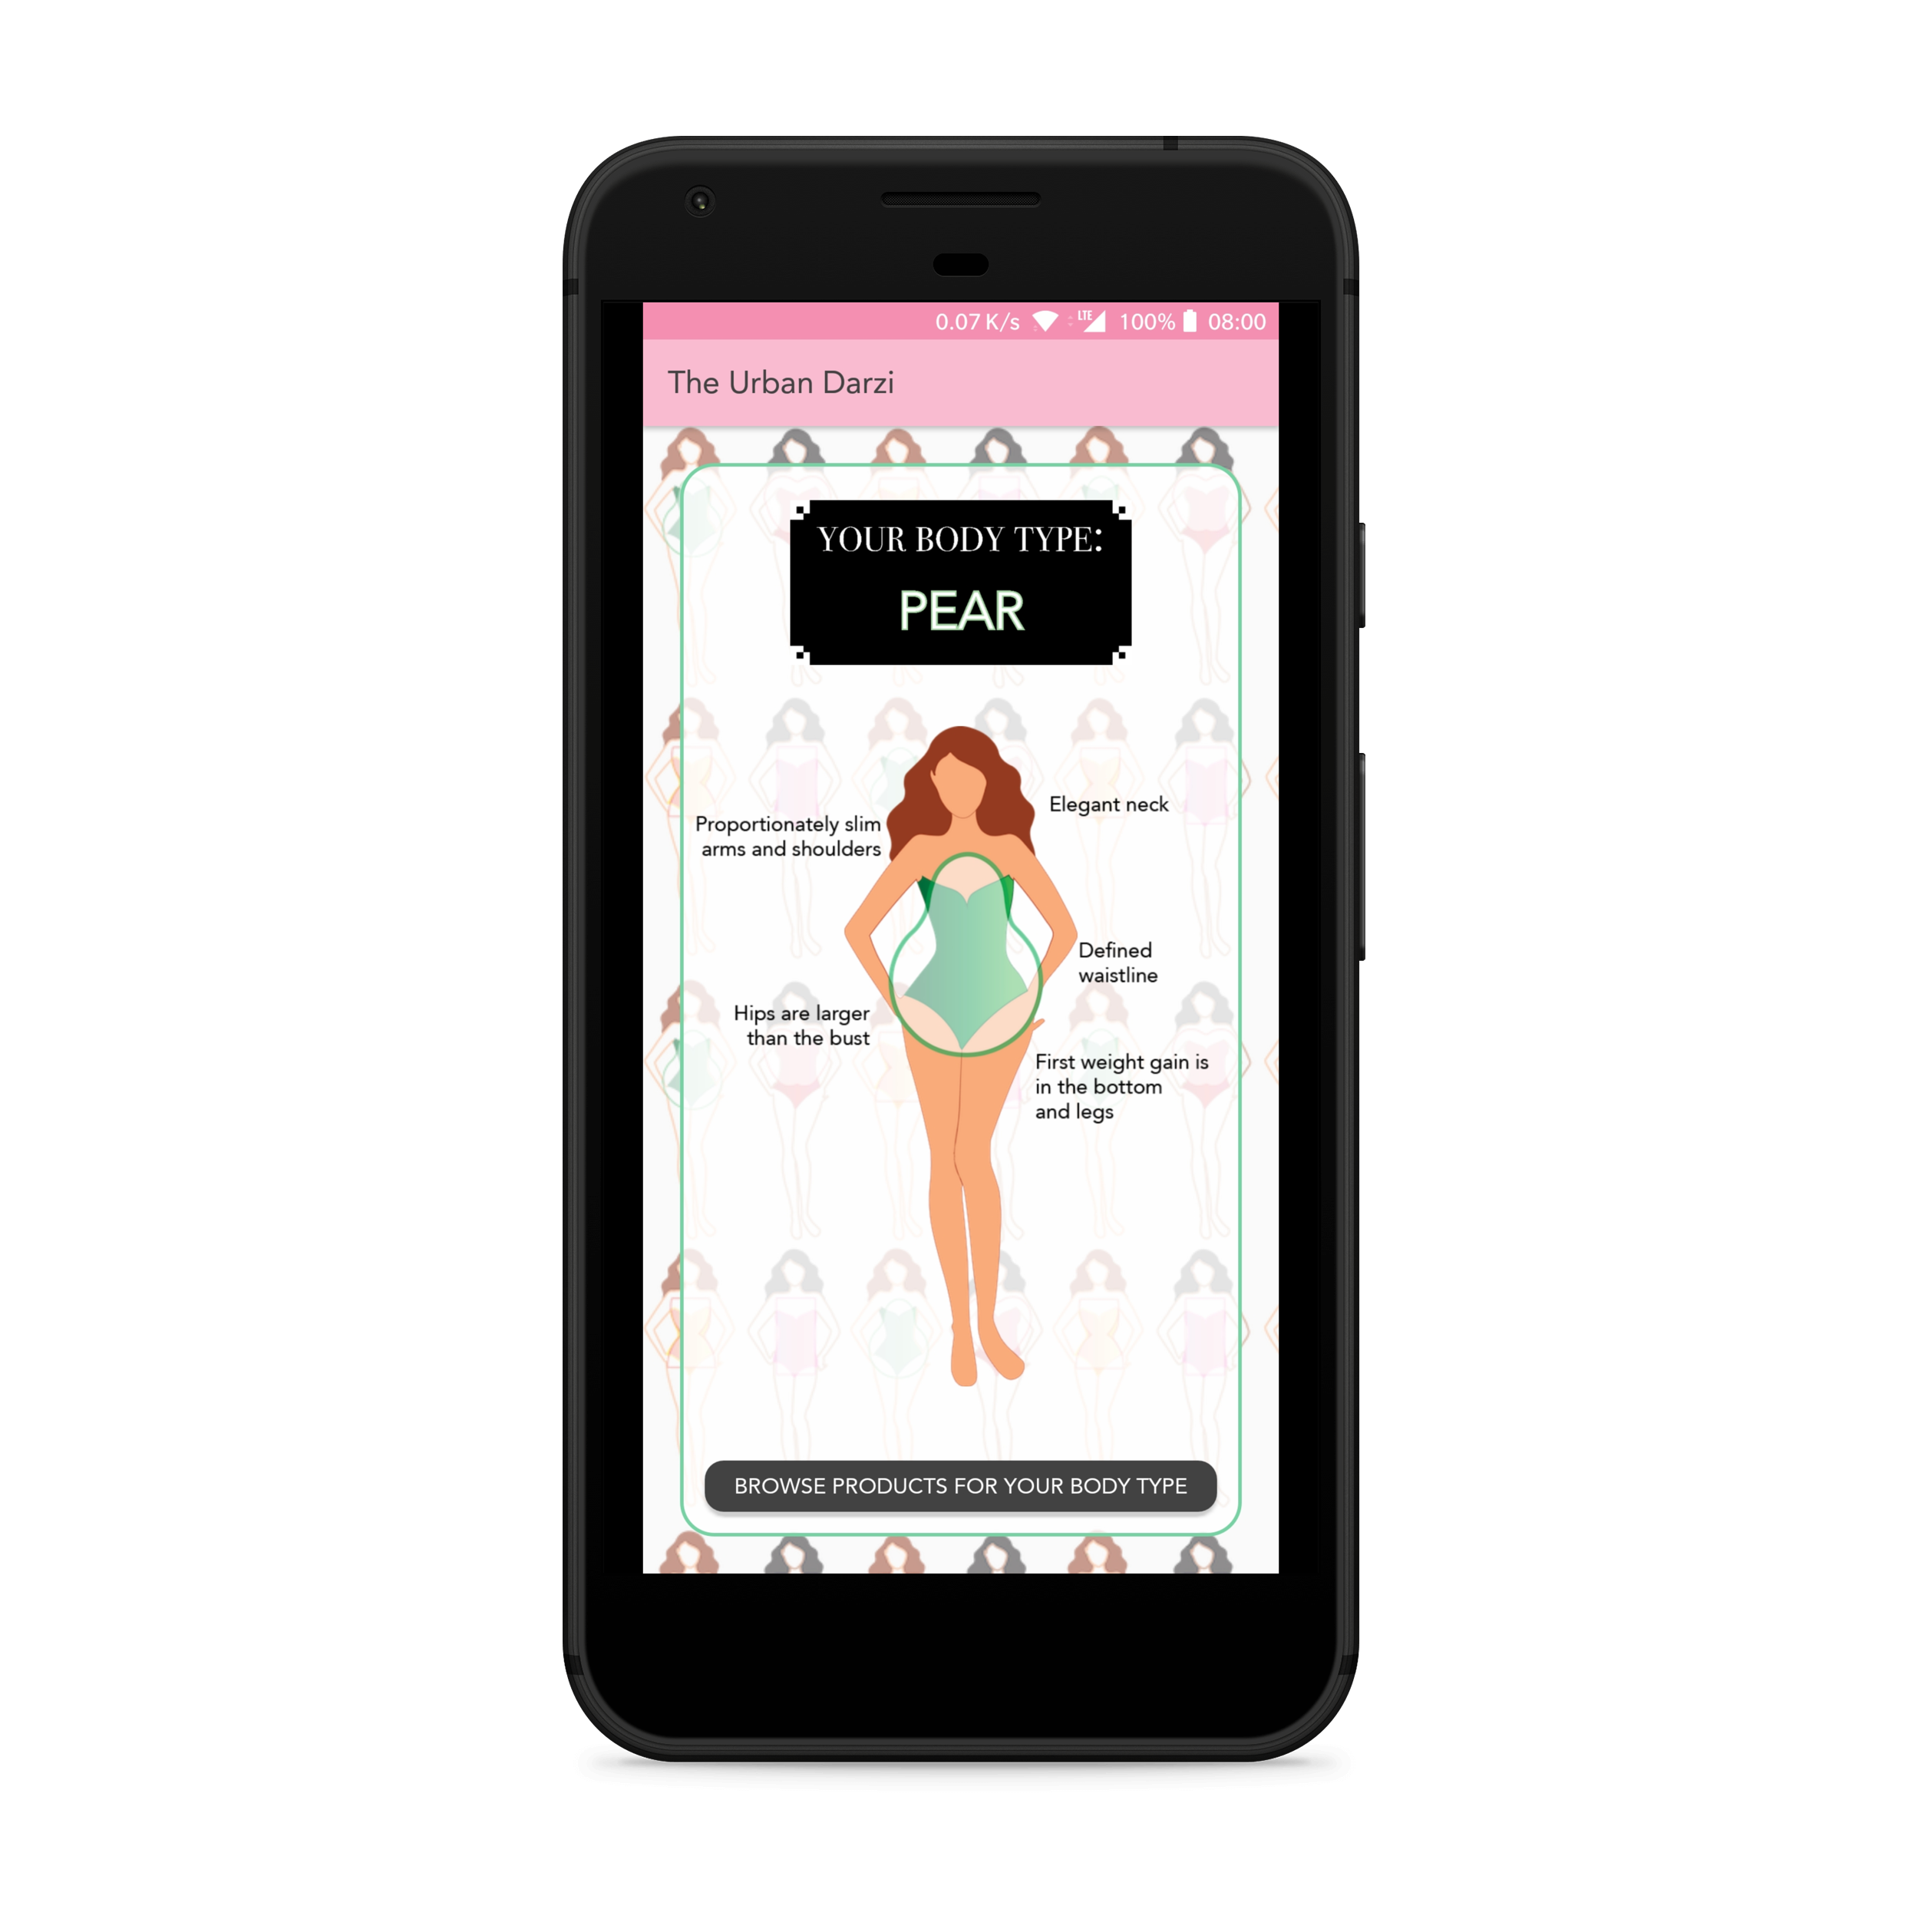 0.07 K/s LTE 100% 08:00
The Urban Darzi
YOUR BODY TYPE:
PEAR
Elegant neck
Proportionately slim
arms and shoulders
Defined
waistline
Hips are larger
than the bust
First weight gain is
in the bottom
and legs
BROWSE PRODUCTS FOR YOUR BODY TYPE